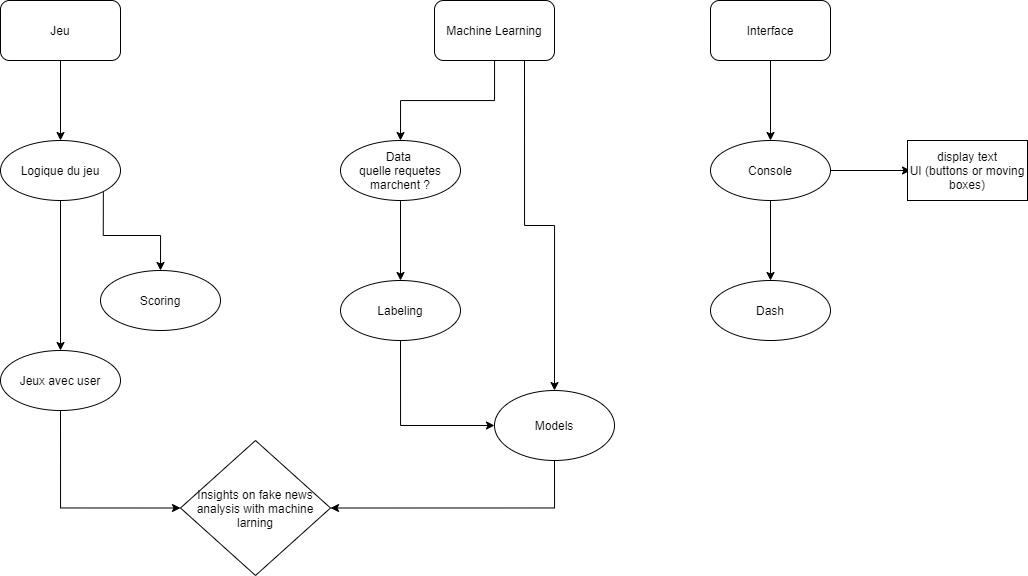 Jeu
Machine Learning
Interface
Logique du jeu
Data
quelle requetes
marchent ?
Console
display text
UI (buttons or moving
boxes)
Scoring
Labeling
Dash
Jeux avec user
Models
Insights on fake news
analysis with machine
larning